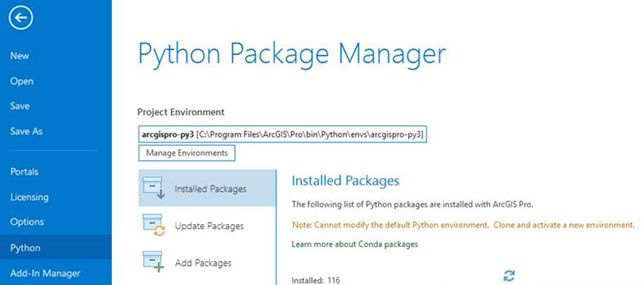 Python Package Manager
New
Open
Save
Save As
Portals
Licensing
Options
Python
Add-In Manager
Project Environment
arcgispro-py3 [C:\Program Files\ArcGIS\Pro\bin\Python\envs\arcgispro-py3]
Manage Environments
Installed Packages
Update Packages
Add Packages
Installed Packages
The following list of Python packages are installed with ArcGIS Pro.
Note: Cannot modify the default Python environment. Clone and activate a new environment.
Learn more about Conda packages
Installed: 116